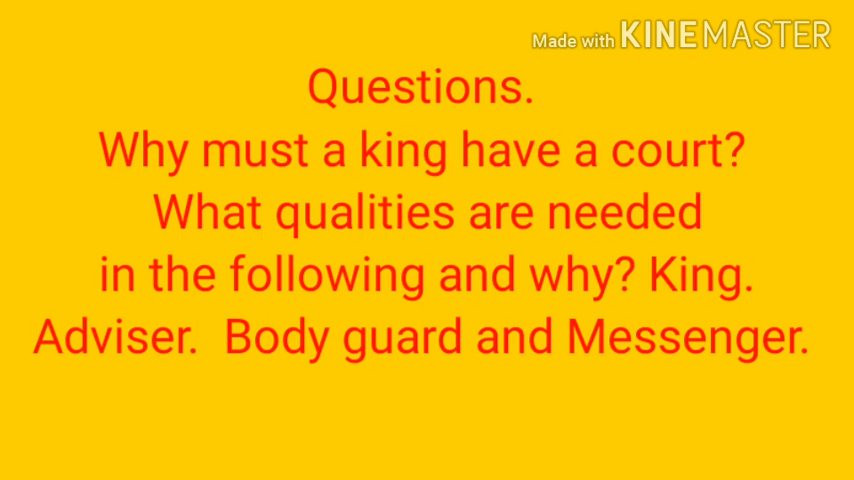 Made with KINEMASTER
Questions.
Why must a king have a court?
What qualities are needed
in the following and why? King.
Adviser.  Body guard and Messenger.